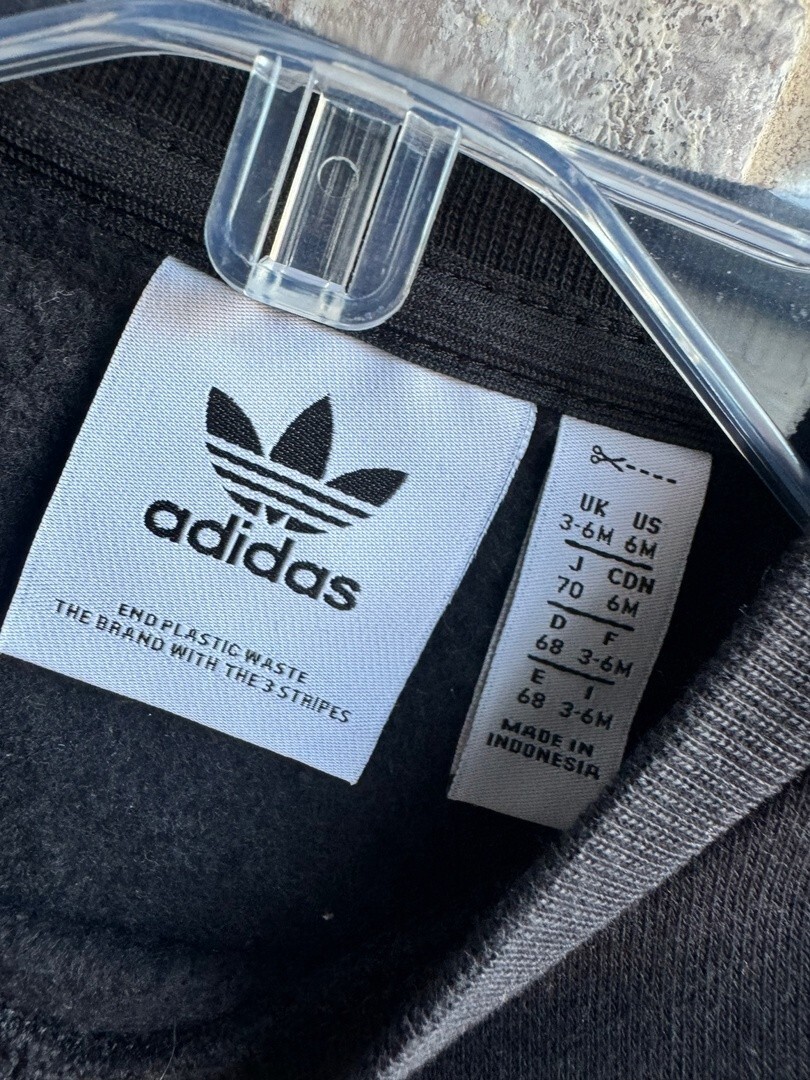 adidas
END PLASTIC WASTE
THE BRAND WITH THE 3 STRIPES
UK US
3-6M 6M
J CDN
70 6M
D F
68 3-6M
E I
68 3-6M
MADE IN
INDONESIA